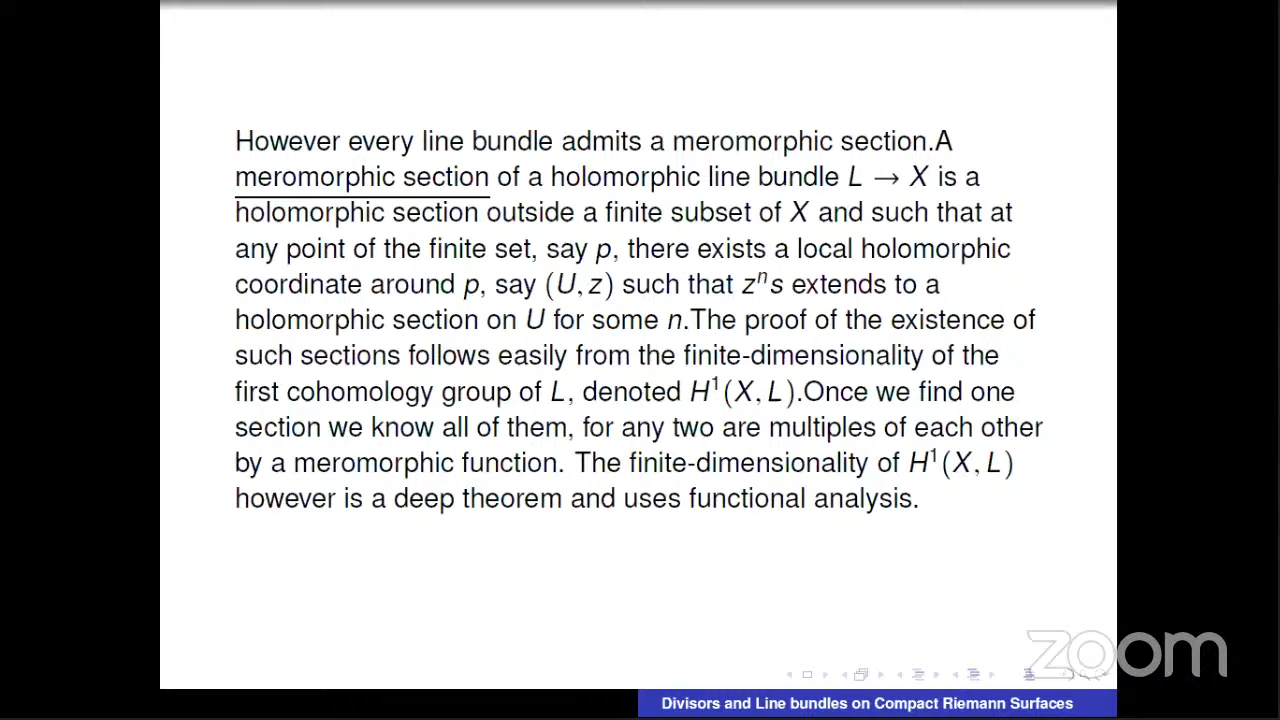 However every line bundle admits a meromorphic section.A
meromorphic section of a holomorphic line bundle L → X is a
holomorphic section outside a finite subset of X and such that at
any point of the finite set, say p, there exists a local holomorphic
coordinate around p, say (U, z) such that zⁿs extends to a
holomorphic section on U for some n.The proof of the existence of
such sections follows easily from the finite-dimensionality of the
first cohomology group of L, denoted H¹(X, L).Once we find one
section we know all of them, for any two are multiples of each other
by a meromorphic function. The finite-dimensionality of H¹(X, L)
however is a deep theorem and uses functional analysis.
zoom
Divisors and Line bundles on Compact Riemann Surfaces